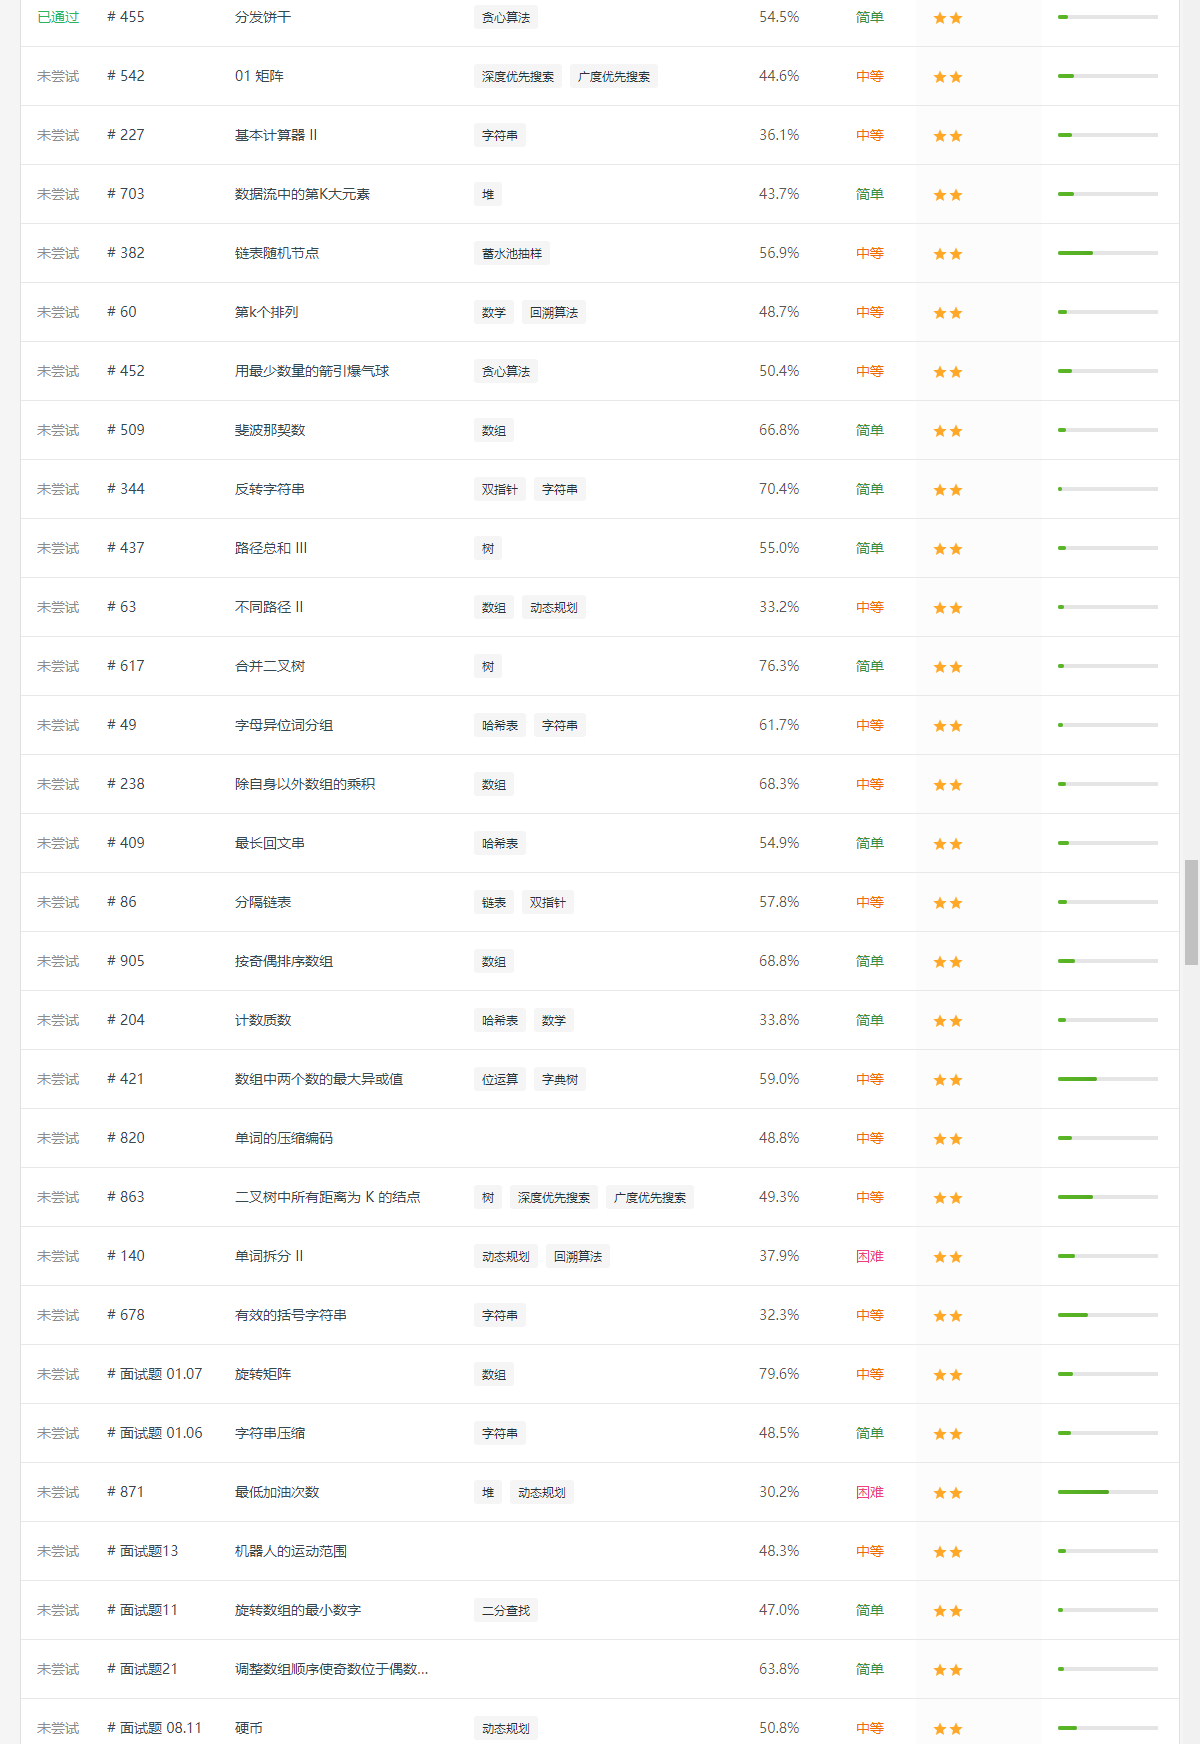 已通过 # 455 分发饼干 贪心算法 54.5% 简单
未尝试 # 542 01 矩阵 深度优先搜索 广度优先搜索 44.6% 中等
未尝试 # 227 基本计算器 II 字符串 36.1% 中等
未尝试 # 703 数据流中的第K大元素 堆 43.7% 简单
未尝试 # 382 链表随机节点 蓄水池抽样 56.9% 中等
未尝试 # 60 第k个排列 数学 回溯算法 48.7% 中等
未尝试 # 452 用最少数量的箭引爆气球 贪心算法 50.4% 中等
未尝试 # 509 斐波那契数 数组 66.8% 简单
未尝试 # 344 反转字符串 双指针 字符串 70.4% 简单
未尝试 # 437 路径总和 III 树 55.0% 简单
未尝试 # 63 不同路径 II 数组 动态规划 33.2% 中等
未尝试 # 617 合并二叉树 树 76.3% 简单
未尝试 # 49 字母异位词分组 哈希表 字符串 61.7% 中等
未尝试 # 238 除自身以外数组的乘积 数组 68.3% 中等
未尝试 # 409 最长回文串 哈希表 54.9% 简单
未尝试 # 86 分隔链表 链表 双指针 57.8% 中等
未尝试 # 905 按奇偶排序数组 数组 68.8% 简单
未尝试 # 204 计数质数 哈希表 数学 33.8% 简单
未尝试 # 421 数组中两个数的最大异或值 位运算 字典树 59.0% 中等
未尝试 # 820 单词的压缩编码 48.8% 中等
未尝试 # 863 二叉树中所有距离为 K 的结点 树 深度优先搜索 广度优先搜索 49.3% 中等
未尝试 # 140 单词拆分 II 动态规划 回溯算法 37.9% 困难
未尝试 # 678 有效的括号字符串 字符串 32.3% 中等
未尝试 # 面试题 01.07 旋转矩阵 数组 79.6% 中等
未尝试 # 面试题 01.06 字符串压缩 字符串 48.5% 简单
未尝试 # 871 最低加油次数 堆 动态规划 30.2% 困难
未尝试 # 面试题13 机器人的运动范围 48.3% 中等
未尝试 # 面试题11 旋转数组的最小数字 二分查找 47.0% 简单
未尝试 # 面试题21 调整数组顺序使奇数位于偶数... 63.8% 简单
未尝试 # 面试题 08.11 硬币 动态规划 50.8% 中等